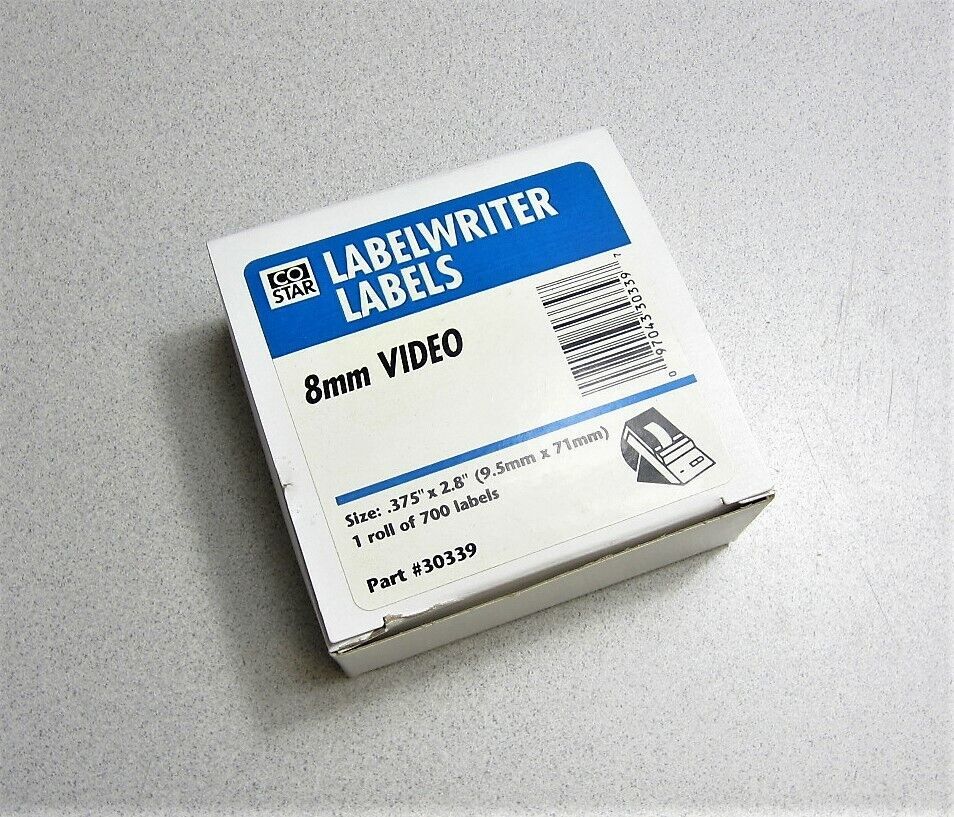 CO
STAR
LABELWRITER
LABELS
8mm VIDEO
0 97043 30339 7
Size: .375" x 2.8" (9.5mm x 71mm)
1 roll of 700 labels
Part #30339